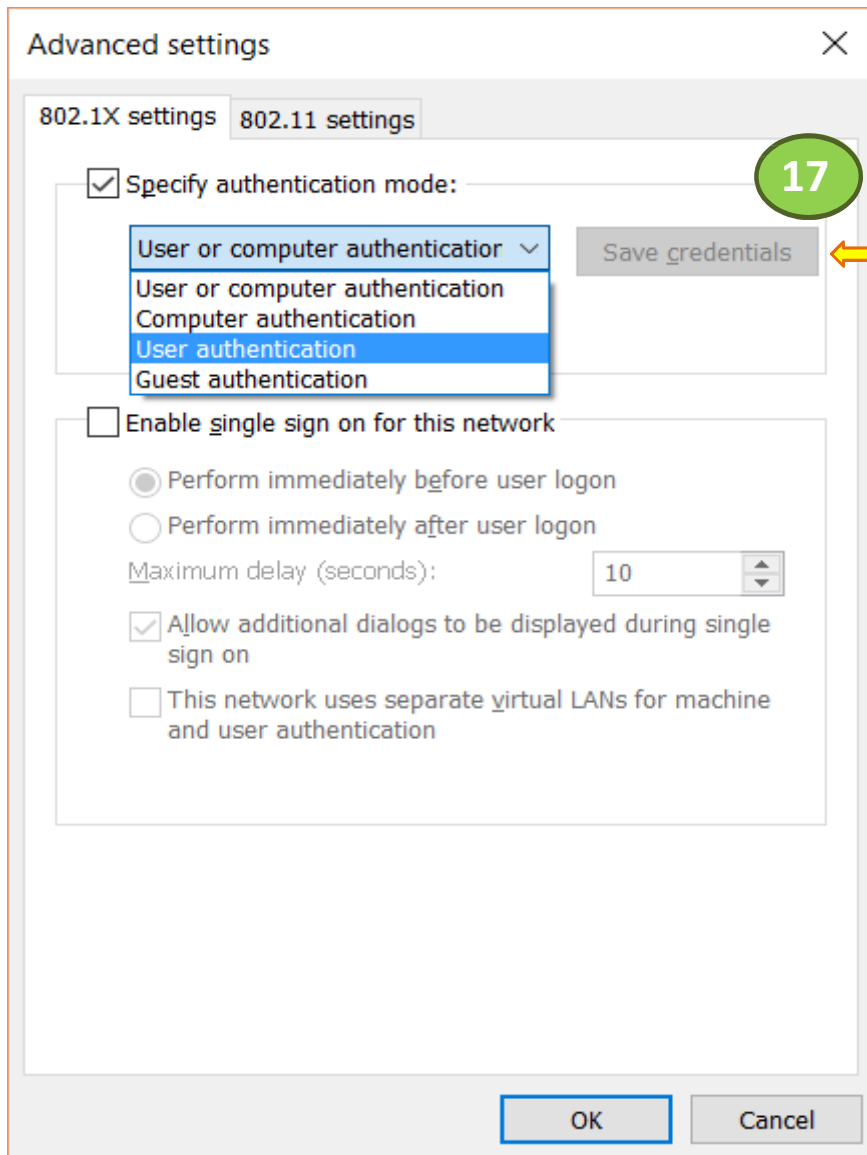 Advanced settings
802.1X settings
802.11 settings
Specify authentication mode:
17
User or computer authentication
Save credentials
User or computer authentication
Computer authentication
User authentication
Guest authentication
Enable single sign on for this network
Perform immediately before user logon
Perform immediately after user logon
Maximum delay (seconds):
10
Allow additional dialogs to be displayed during single
sign on
This network uses separate virtual LANs for machine
and user authentication
OK
Cancel